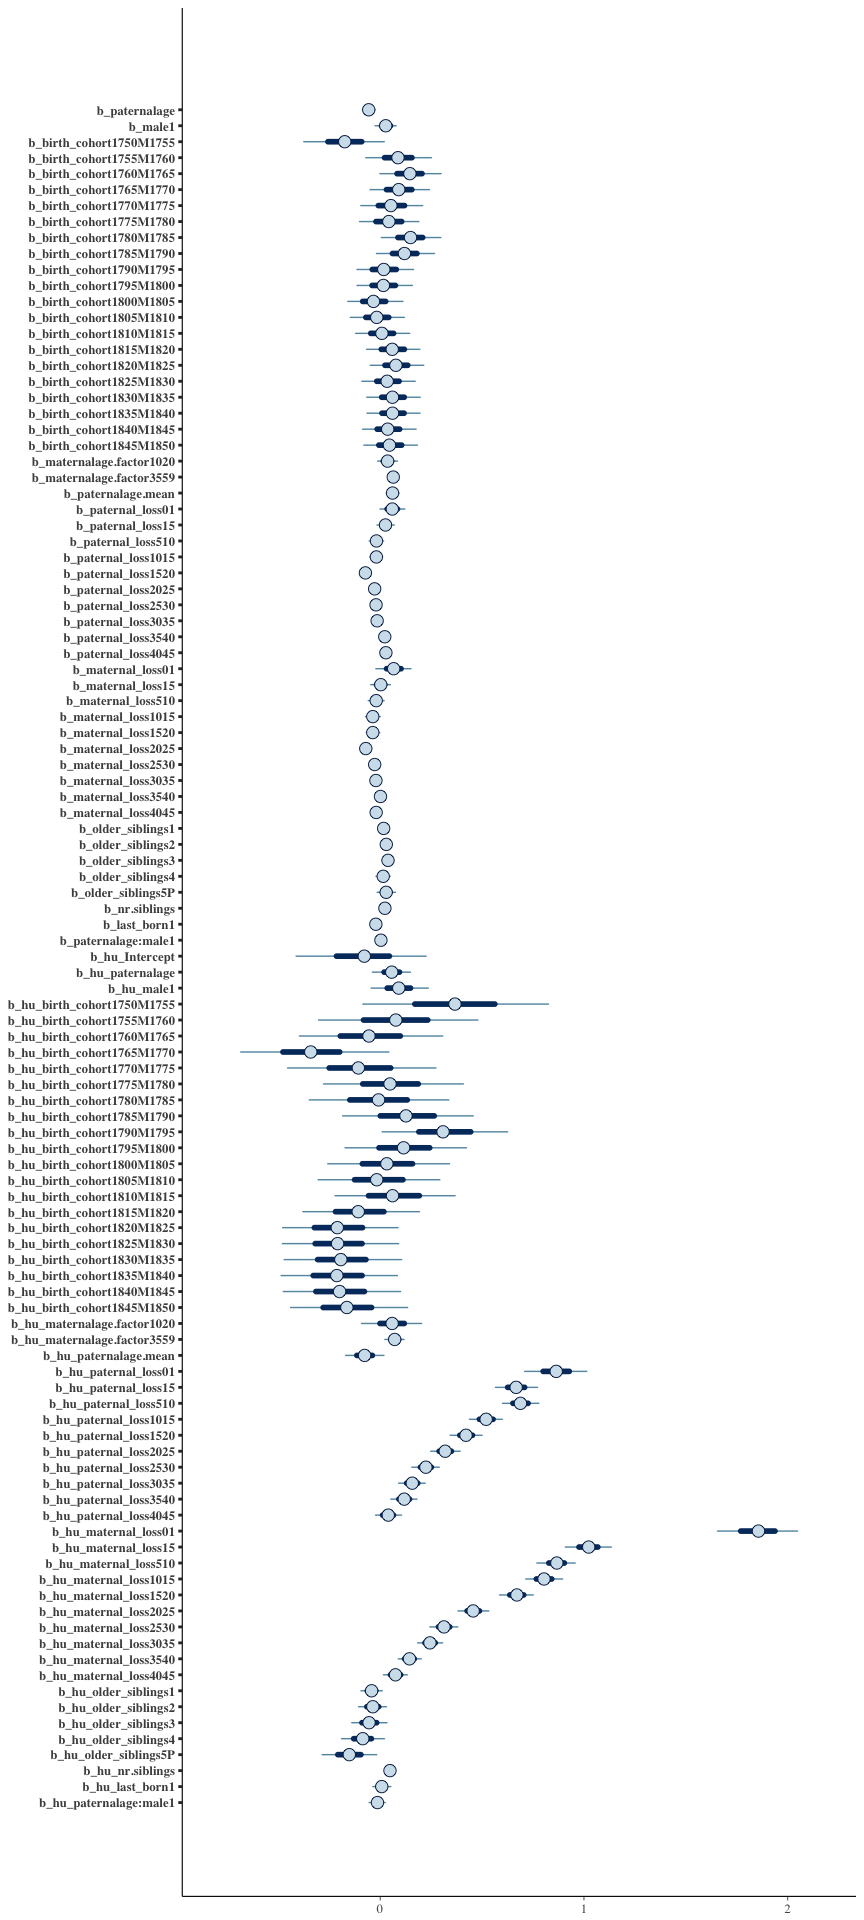 b_paternalage
b_male1
b_birth_cohort1750M1755
b_birth_cohort1755M1760
b_birth_cohort1760M1765
b_birth_cohort1765M1770
b_birth_cohort1770M1775
b_birth_cohort1775M1780
b_birth_cohort1780M1785
b_birth_cohort1785M1790
b_birth_cohort1790M1795
b_birth_cohort1795M1800
b_birth_cohort1800M1805
b_birth_cohort1805M1810
b_birth_cohort1810M1815
b_birth_cohort1815M1820
b_birth_cohort1820M1825
b_birth_cohort1825M1830
b_birth_cohort1830M1835
b_birth_cohort1835M1840
b_birth_cohort1840M1845
b_birth_cohort1845M1850
b_maternalage.factor1020
b_maternalage.factor3559
b_paternalage.mean
b_paternal_loss01
b_paternal_loss15
b_paternal_loss510
b_paternal_loss1015
b_paternal_loss1520
b_paternal_loss2025
b_paternal_loss2530
b_paternal_loss3035
b_paternal_loss3540
b_paternal_loss4045
b_maternal_loss01
b_maternal_loss15
b_maternal_loss510
b_maternal_loss1015
b_maternal_loss1520
b_maternal_loss2025
b_maternal_loss2530
b_maternal_loss3035
b_maternal_loss3540
b_maternal_loss4045
b_older_siblings1
b_older_siblings2
b_older_siblings3
b_older_siblings4
b_older_siblings5P
b_nr.siblings
b_last_born1
b_paternalage:male1
b_hu_Intercept
b_hu_paternalage
b_hu_male1
b_hu_birth_cohort1750M1755
b_hu_birth_cohort1755M1760
b_hu_birth_cohort1760M1765
b_hu_birth_cohort1765M1770
b_hu_birth_cohort1770M1775
b_hu_birth_cohort1775M1780
b_hu_birth_cohort1780M1785
b_hu_birth_cohort1785M1790
b_hu_birth_cohort1790M1795
b_hu_birth_cohort1795M1800
b_hu_birth_cohort1800M1805
b_hu_birth_cohort1805M1810
b_hu_birth_cohort1810M1815
b_hu_birth_cohort1815M1820
b_hu_birth_cohort1820M1825
b_hu_birth_cohort1825M1830
b_hu_birth_cohort1830M1835
b_hu_birth_cohort1835M1840
b_hu_birth_cohort1840M1845
b_hu_birth_cohort1845M1850
b_hu_maternalage.factor1020
b_hu_maternalage.factor3559
b_hu_paternalage.mean
b_hu_paternal_loss01
b_hu_paternal_loss15
b_hu_paternal_loss510
b_hu_paternal_loss1015
b_hu_paternal_loss1520
b_hu_paternal_loss2025
b_hu_paternal_loss2530
b_hu_paternal_loss3035
b_hu_paternal_loss3540
b_hu_paternal_loss4045
b_hu_maternal_loss01
b_hu_maternal_loss15
b_hu_maternal_loss510
b_hu_maternal_loss1015
b_hu_maternal_loss1520
b_hu_maternal_loss2025
b_hu_maternal_loss2530
b_hu_maternal_loss3035
b_hu_maternal_loss3540
b_hu_maternal_loss4045
b_hu_older_siblings1
b_hu_older_siblings2
b_hu_older_siblings3
b_hu_older_siblings4
b_hu_older_siblings5P
b_hu_nr.siblings
b_hu_last_born1
b_hu_paternalage:male1
0 1 2